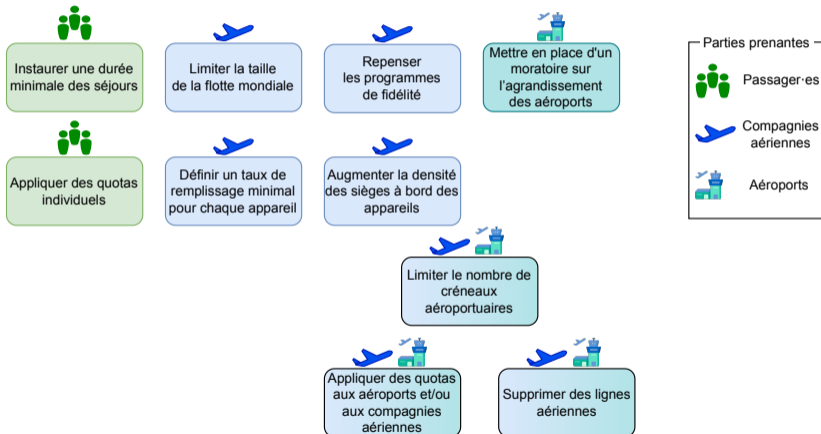 Instaurer une durée
minimale des séjours
Limiter la taille
de la flotte mondiale
Repenser
les programmes
de fidélité
Mettre en place d'un
moratoire sur
l'agrandissement
des aéroports
Appliquer des quotas
individuels
Définir un taux de
remplissage minimal
pour chaque appareil
Augmenter la densité
des sièges à bord des
appareils
Limiter le nombre de
créneaux
aéroportuaires
Appliquer des quotas
aux aéroports et/ou
aux compagnies
aériennes
Supprimer des lignes
aériennes
Parties prenantes
Passager·es
Compagnies
aériennes
Aéroports